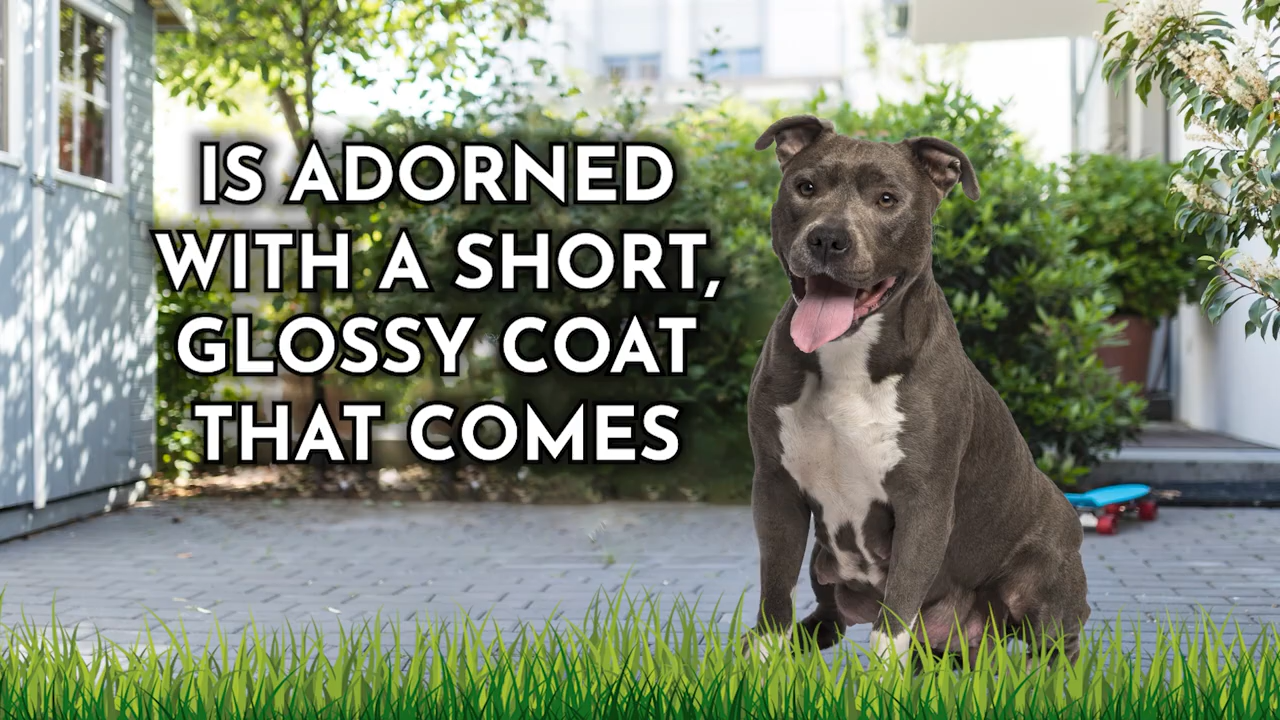 IS ADORNED
WITH A SHORT,
GLOSSY COAT
THAT COMES